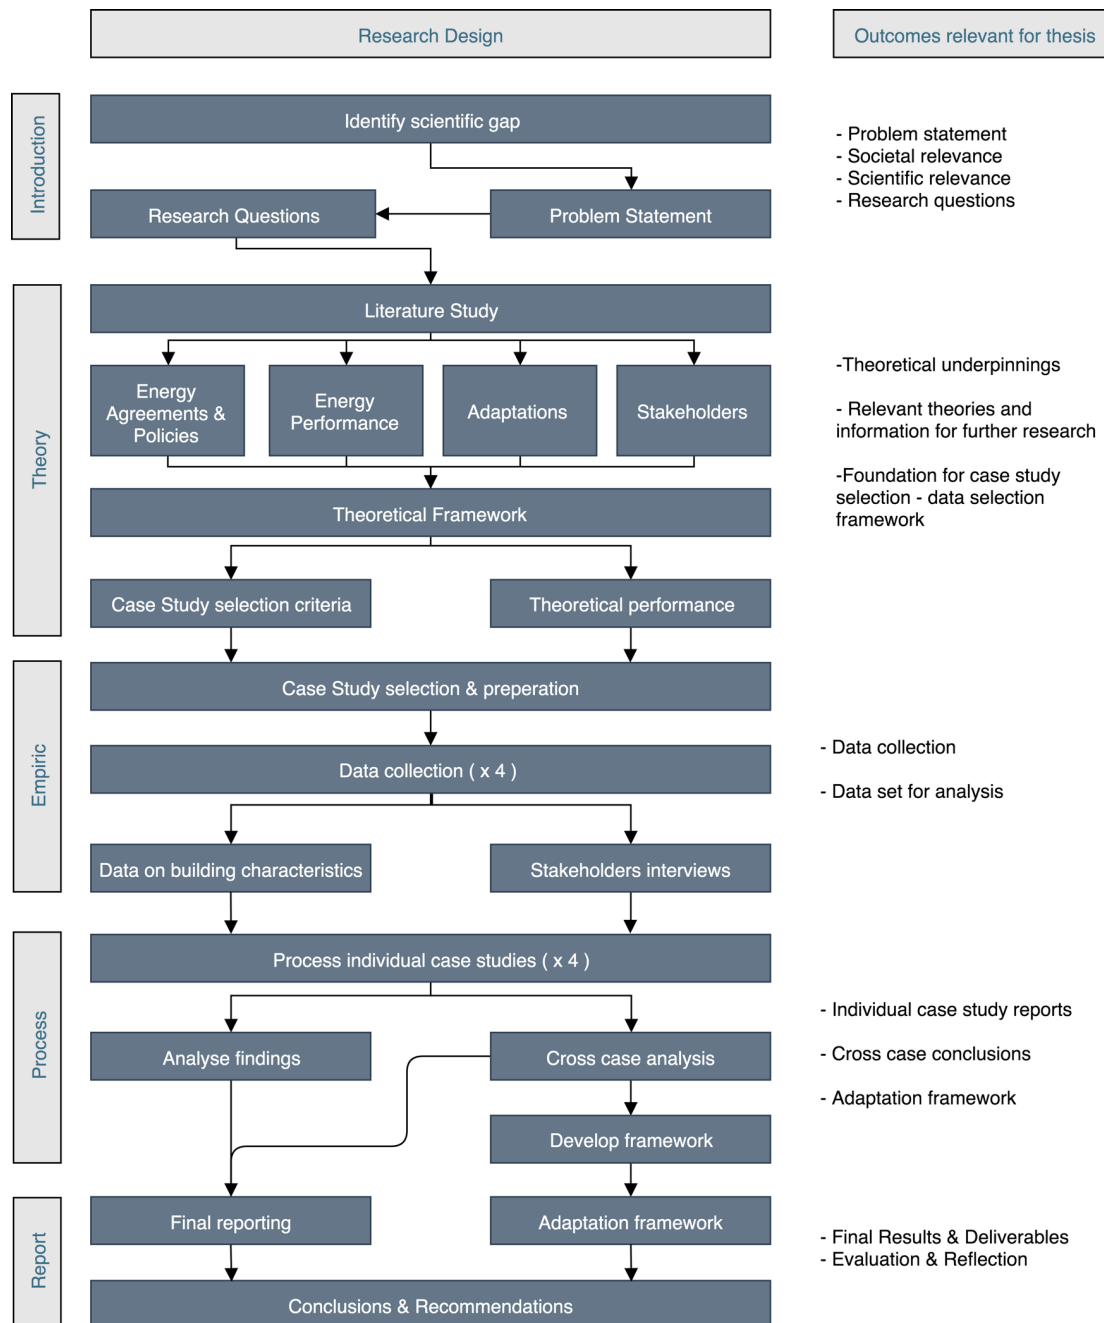 Research Design
Outcomes relevant for thesis
Introduction
Identify scientific gap
Research Questions
Problem Statement
- Problem statement
- Societal relevance
- Scientific relevance
- Research questions
Theory
Literature Study
Energy
Agreements &
Policies
Energy
Performance
Adaptations
Stakeholders
Theoretical Framework
Case Study selection criteria
Theoretical performance
-Theoretical underpinnings
- Relevant theories and
information for further research
-Foundation for case study
selection - data selection
framework
Empiric
Case Study selection & preperation
Data collection ( x 4 )
Data on building characteristics
Stakeholders interviews
- Data collection
- Data set for analysis
Process
Process individual case studies ( x 4 )
Analyse findings
Cross case analysis
Develop framework
- Individual case study reports
- Cross case conclusions
- Adaptation framework
Report
Final reporting
Adaptation framework
Conclusions & Recommendations
- Final Results & Deliverables
- Evaluation & Reflection